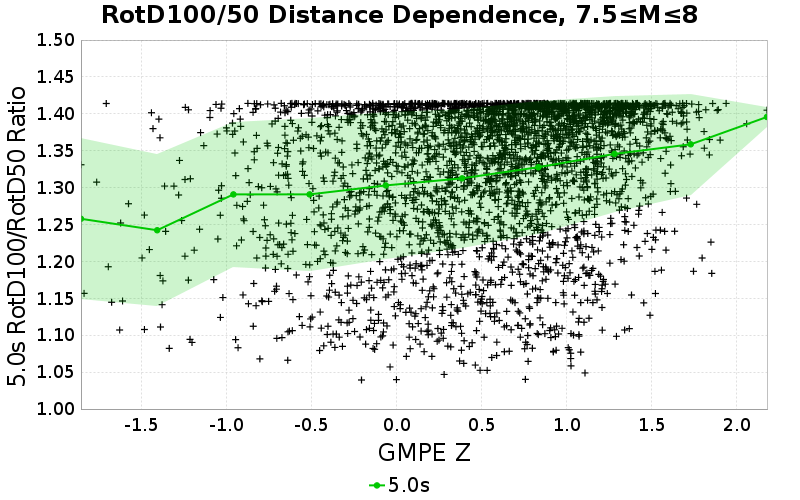 RotD100/50 Distance Dependence, 7.5≤M≤8
5.0s RotD100/RotD50 Ratio
1.50
1.45
1.40
1.35
1.30
1.25
1.20
1.15
1.10
1.05
1.00
-1.5 -1.0 -0.5 0.0 0.5 1.0 1.5 2.0
GMPE Z
5.0s